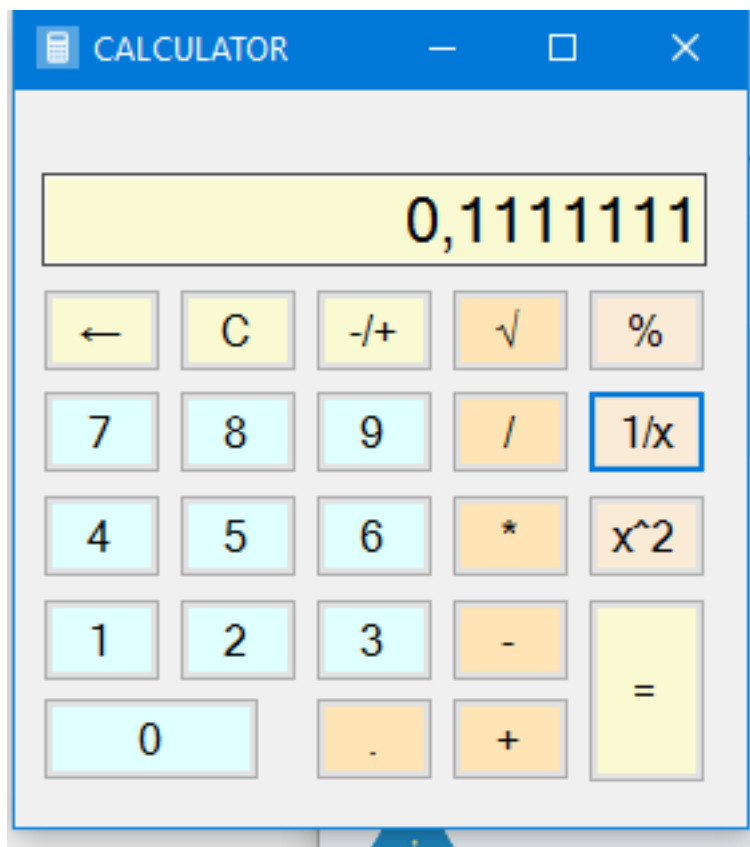 CALCULATOR
0,1111111
← C -/+ √ %
7 8 9 / 1/x
4 5 6 * x^2
1 2 3 -
=
0 . +